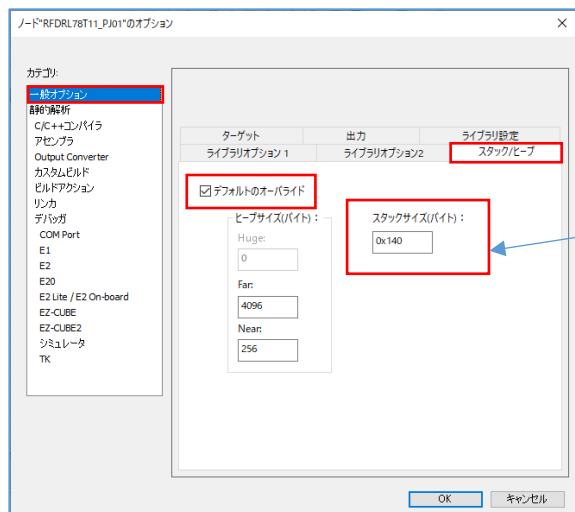 ノード"RFDRL78T11_PJ01"のオプション
カテゴリ:
一般オプション
静的解析
C/C++コンパイラ
アセンブラ
Output Converter
カスタムビルド
ビルドアクション
リンカ
デバッガ
COM Port
E1
E2
E20
E2 Lite / E2 On-board
EZ-CUBE
EZ-CUBE2
シミュレータ
TK
ターゲット 出力 ライブラリ設定
ライブラリオプション 1 ライブラリオプション2 スタック/ヒープ
デフォルトのオーバライド
ヒープサイズ(バイト): スタックサイズ(バイト):
Huge: 0x140
0
Far:
4096
Near:
256
OK キャンセル